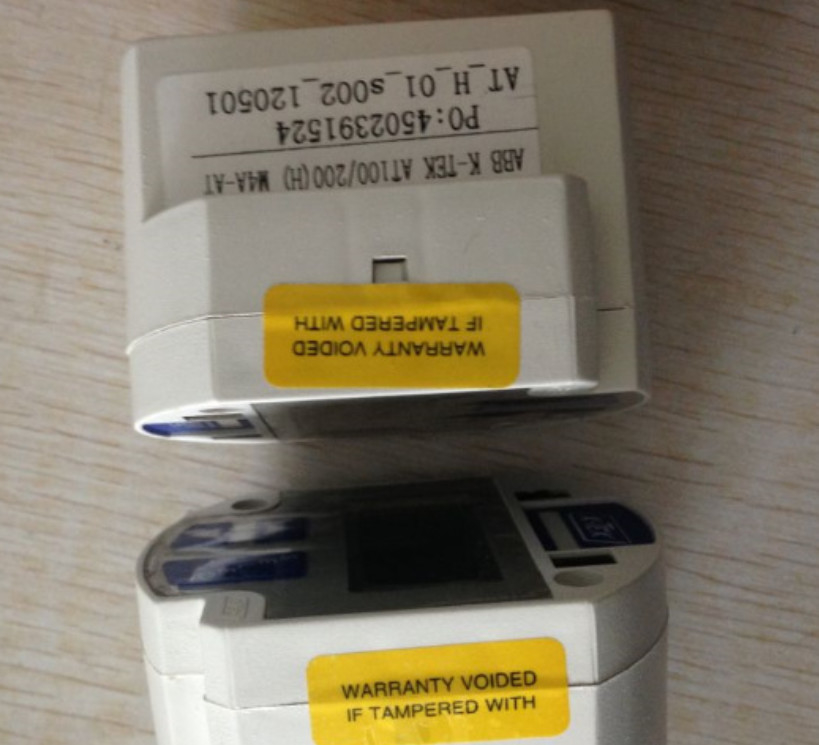 ABB K-TEK AT100/200(H) M4A-AT
PO:4502391524
AT_H_01_s002_120501
WARRANTY VOIDED
IF TAMPERED WITH
WARRANTY VOIDED
IF TAMPERED WITH